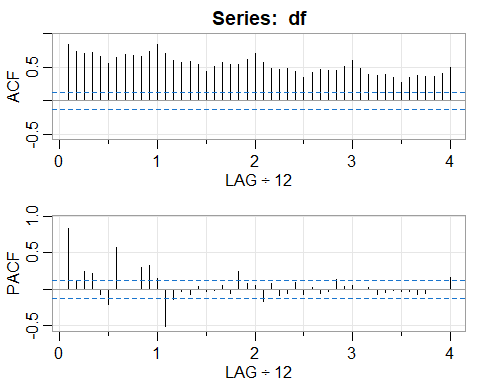 Series: df
ACF
0.5
-0.5
0 1 2 3 4
LAG ÷ 12
PACF
1.0
0.5
-0.5
0 1 2 3 4
LAG ÷ 12